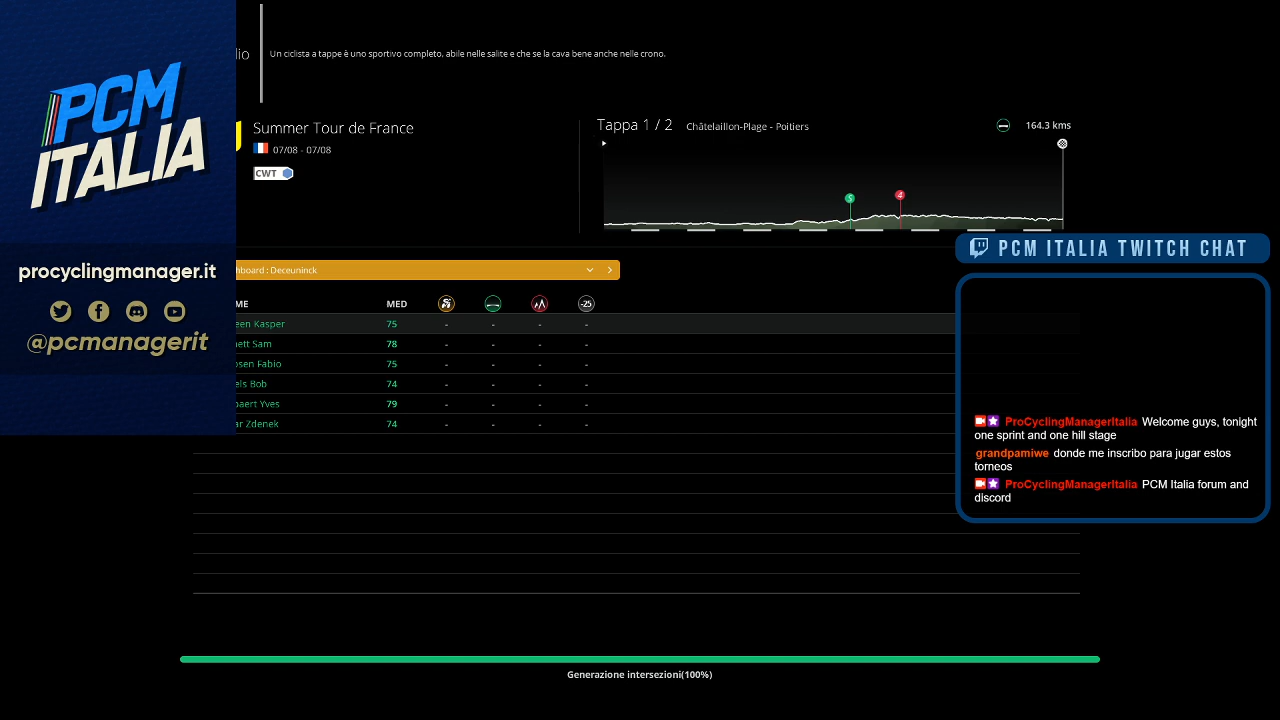 PCM
ITALIA
procyclingmanager.it
@pcmanagerit
lio
Un ciclista a tappe è uno sportivo completo, abile nelle salite e che se la cava bene anche nelle crono.
Summer Tour de France
07/08 - 07/08
CWT
Tappa 1 / 2 Châtelaillon-Plage - Poitiers 164.3 kms
S 4
hboard : Deceuninck
ME MED -25
een Kasper 75 - - - -
ett Sam 78 - - - -
osen Fabio 75 - - - -
els Bob 74 - - - -
paert Yves 79 - - - -
ar Zdenek 74 - - - -
PCM ITALIA TWITCH CHAT
ProCyclingManagerItalia Welcome guys, tonight
one sprint and one hill stage
grandpamiwe donde me inscribo para jugar estos
torneos
ProCyclingManagerItalia PCM Italia forum and
discord
Generazione intersezioni(100%)